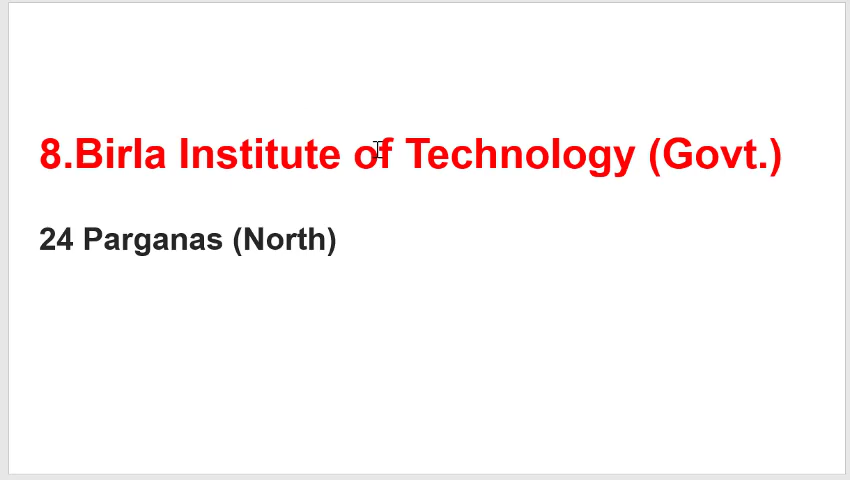 8.Birla Institute of Technology (Govt.)
24 Parganas (North)